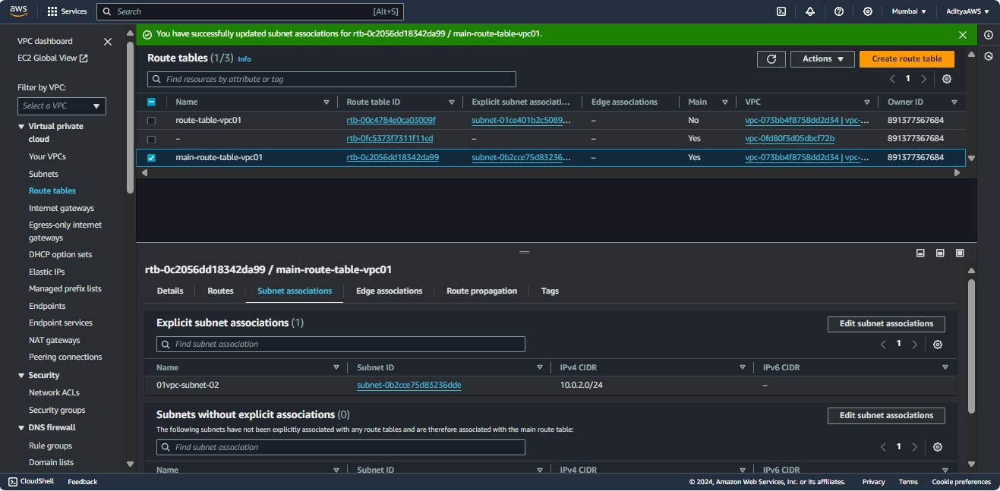 aws Services Search [Alt+S] Mumbai AdityaAWS
VPC dashboard
EC2 Global View
Filter by VPC:
Select a VPC
Virtual private cloud
Your VPCs
Subnets
Route tables
Internet gateways
Egress-only internet gateways
DHCP option sets
Elastic IPs
Managed prefix lists
Endpoints
Endpoint services
NAT gateways
Peering connections
Security
Network ACLs
Security groups
DNS firewall
Rule groups
Domain lists
You have successfully updated subnet associations for rtb-0c2056dd18342da99 / main-route-table-vpc01.
Route tables (1/3) Info
Actions Create route table
Find resources by attribute or tag
1
Name Route table ID Explicit subnet associati... Edge associations Main VPC Owner ID
route-table-vpc01 rtb-00c4784e0ca03009f subnet-01ce401b2c5089... – No vpc-073bb4f8758dd2d34 | vpc-... 891377367684
– rtb-0fc5373f7311f11cd – – Yes vpc-0fd80f3d05dbcf72b 891377367684
main-route-table-vpc01 rtb-0c2056dd18342da99 subnet-0b2cce75d83236... – Yes vpc-073bb4f8758dd2d34 | vpc-... 891377367684
rtb-0c2056dd18342da99 / main-route-table-vpc01
Details Routes Subnet associations Edge associations Route propagation Tags
Explicit subnet associations (1)
Edit subnet associations
Find subnet association
1
Name Subnet ID IPv4 CIDR IPv6 CIDR
01vpc-subnet-02 subnet-0b2cce75d83236dde 10.0.2.0/24 –
Subnets without explicit associations (0)
Edit subnet associations
The following subnets have not been explicitly associated with any route tables and are therefore associated with the main route table:
Find subnet association
1
Name Subnet ID IPv4 CIDR IPv6 CIDR
CloudShell Feedback © 2024, Amazon Web Services, Inc. or its affiliates. Privacy Terms Cookie preferences